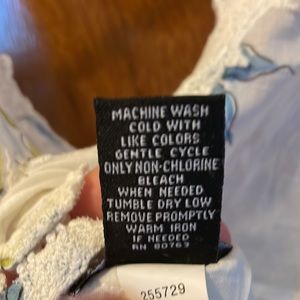 MACHINE WASH
COLD WITH
LIKE COLORS
GENTLE CYCLE
ONLY NON-CHLORINE
BLEACH
WHEN NEEDED
TUMBLE DRY LOW
REMOVE PROMPTLY
WARM IRON
IF NEEDED
RN 80763
255729